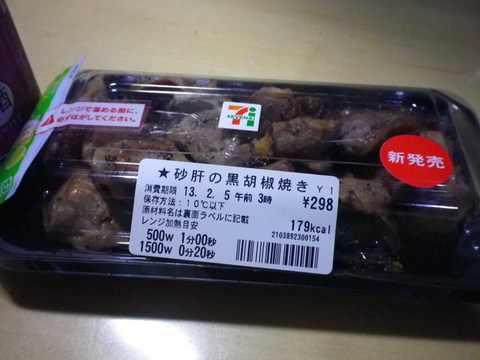 レンジで温める前に、
必ずはがしてください。
7
ELEVEN
新発売
★砂肝の黒胡椒焼き Y1
消費期限 13. 2. 5 午前 3時
¥298
保存方法:10℃以下
原材料名は裏面ラベルに記載
179kcal
レンジ加熱目安
2103892300154
500W 1分00秒
1500W 0分20秒